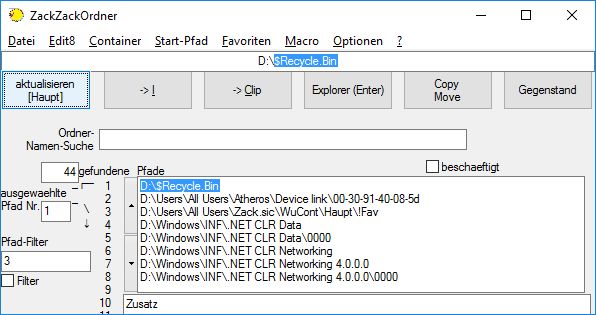 ZackZackOrdner
Datei Edit8 Container Start-Pfad Favoriten Macro Optionen ?
D:\$Recycle.Bin
aktualisieren
[Haupt]
-> I
-> Clip
Explorer (Enter)
Copy
Move
Gegenstand
Ordner-
Namen-Suche
44 gefundene Pfade
beschaeftigt
ausgewaehlte
Pfad Nr. 1
Pfad-Filter
3
Filter
1 D:\$Recycle.Bin
2 D:\Users\All Users\Atheros\Device link\00-30-91-40-08-5d
3 D:\Users\All Users\Zack.sic\WuCont\Haupt\!Fav
4 D:\Windows\INF\.NET CLR Data
5 D:\Windows\INF\.NET CLR Data\0000
6 D:\Windows\INF\.NET CLR Networking
7 D:\Windows\INF\.NET CLR Networking 4.0.0.0
8 D:\Windows\INF\.NET CLR Networking 4.0.0.0\0000
9
10 Zusatz
11